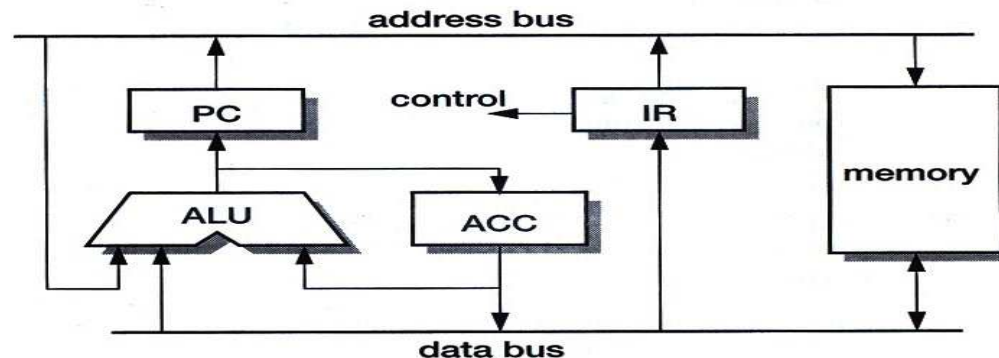 address bus
PC
control
IR
memory
ALU
ACC
data bus